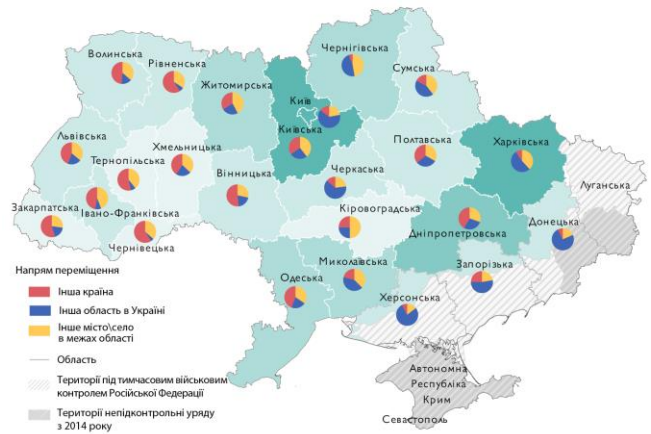 Волинська
Рівненська
Житомирська
Чернігівська
Сумська
Київ
Київська
Львівська
Тернопільська
Хмельницька
Вінницька
Черкаська
Полтавська
Харківська
Луганська
Закарпатська
Івано-Франківська
Чернівецька
Кіровоградська
Дніпропетровська
Донецька
Одеська
Миколаївська
Запорізька
Херсонська
Автономна
Республіка
Крим
Севастополь
Напрям переміщення
Інша країна
Інша область в Україні
Інше місто\село
в межах області
Область
Території під тимчасовим військовим
контролем Російської Федерації
Території непідконтрольні уряду
з 2014 року